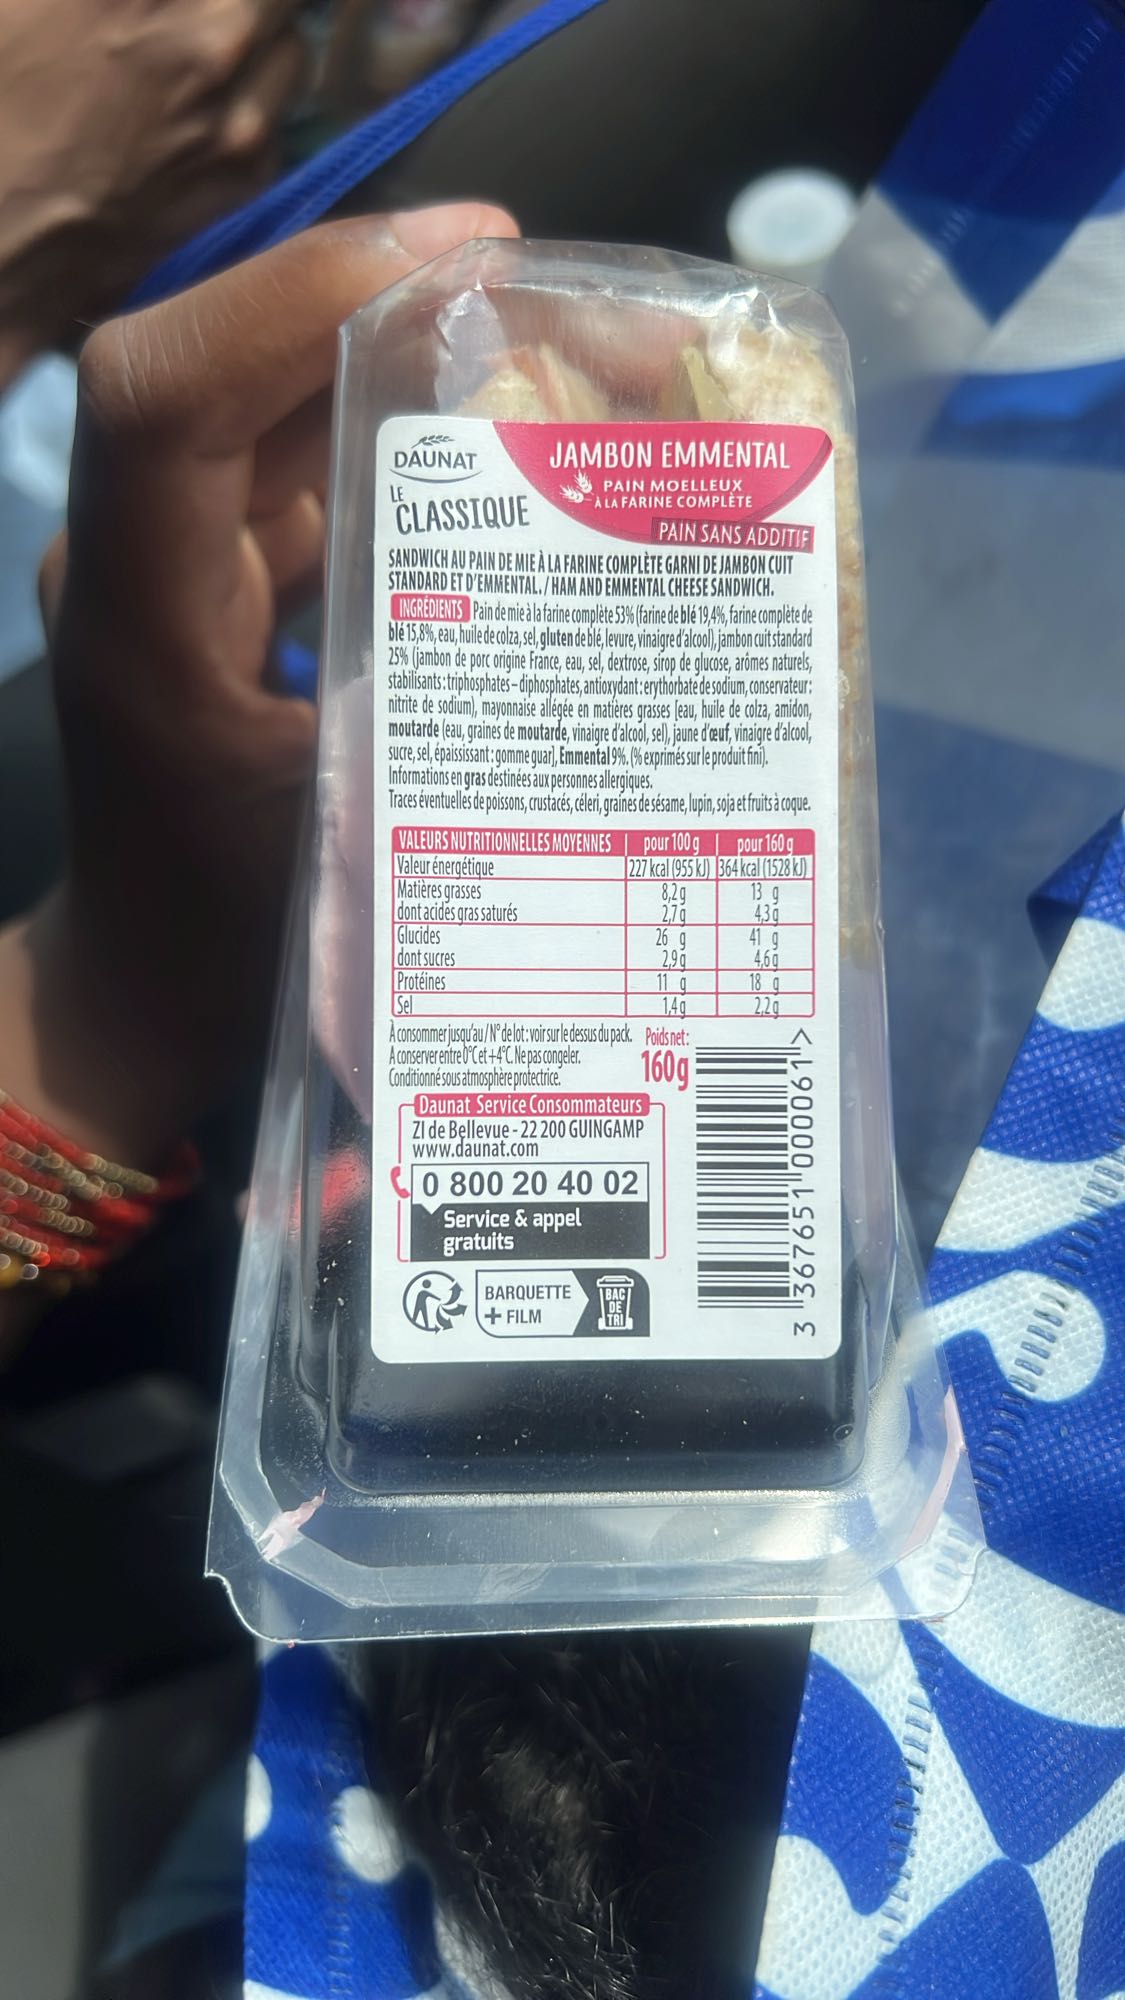 DAUNAT
LE
CLASSIQUE
JAMBON EMMENTAL
PAIN MOELLEUX
À LA FARINE COMPLÈTE
PAIN SANS ADDITIF
SANDWICH AU PAIN DE MIE À LA FARINE COMPLÈTE GARNI DE JAMBON CUIT
STANDARD ET D'EMMENTAL. / HAM AND EMMENTAL CHEESE SANDWICH.
INGRÉDIENTS Pain de mie à la farine complète 53% (farine de blé 19,4%, farine complète de
blé 15,8%, eau, huile de colza, sel, gluten de blé, levure, vinaigre d'alcool), jambon cuit standard
25% (jambon de porc origine France, eau, sel, dextrose, sirop de glucose, arômes naturels,
stabilisants : triphosphates – diphosphates, antioxydant : erythorbate de sodium, conservateur :
nitrite de sodium), mayonnaise allégée en matières grasses [eau, huile de colza, amidon,
moutarde (eau, graines de moutarde, vinaigre d'alcool, sel), jaune d'œuf, vinaigre d'alcool,
sucre, sel, épaississant : gomme guar], Emmental 9%. (% exprimés sur le produit fini).
Informations en gras destinées aux personnes allergiques.
Traces éventuelles de poissons, crustacés, céleri, graines de sésame, lupin, soja et fruits à coque.
VALEURS NUTRITIONNELLES MOYENNES pour 100 g pour 160 g
Valeur énergétique 227 kcal (955 kJ) 364 kcal (1528 kJ)
Matières grasses 8,2 g 13 g
dont acides gras saturés 2,7 g 4,3 g
Glucides 26 g 41 g
dont sucres 2,9 g 4,6 g
Protéines 11 g 18 g
Sel 1,4 g 2,2 g
À consommer jusqu'au / N° de lot : voir sur le dessus du pack.
A conserver entre 0°C et +4°C. Ne pas congeler.
Conditionné sous atmosphère protectrice.
Poids net :
160g
Daunat Service Consommateurs
ZI de Bellevue - 22 200 GUINGAMP
www.daunat.com
0 800 20 40 02
Service & appel
gratuits
BARQUETTE
+ FILM
BAC
DE
TRI
3 367651 000061 >